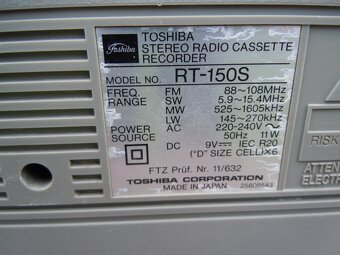 Toshiba
TOSHIBA
STEREO RADIO CASSETTE
RECORDER
MODEL NO. RT-150S
FREQ. FM 88~108MHz
RANGE SW 5.9~15.4MHz
MW 525~1605kHz
LW 145~270kHz
POWER AC 220-240V~
SOURCE 50Hz 11W
DC 9V⎓ IEC R20
("D" SIZE CELL)×6
FTZ Prüf. Nr. 11/632
TOSHIBA CORPORATION
MADE IN JAPAN 25808543
RISK
ATTEN
ELECTR